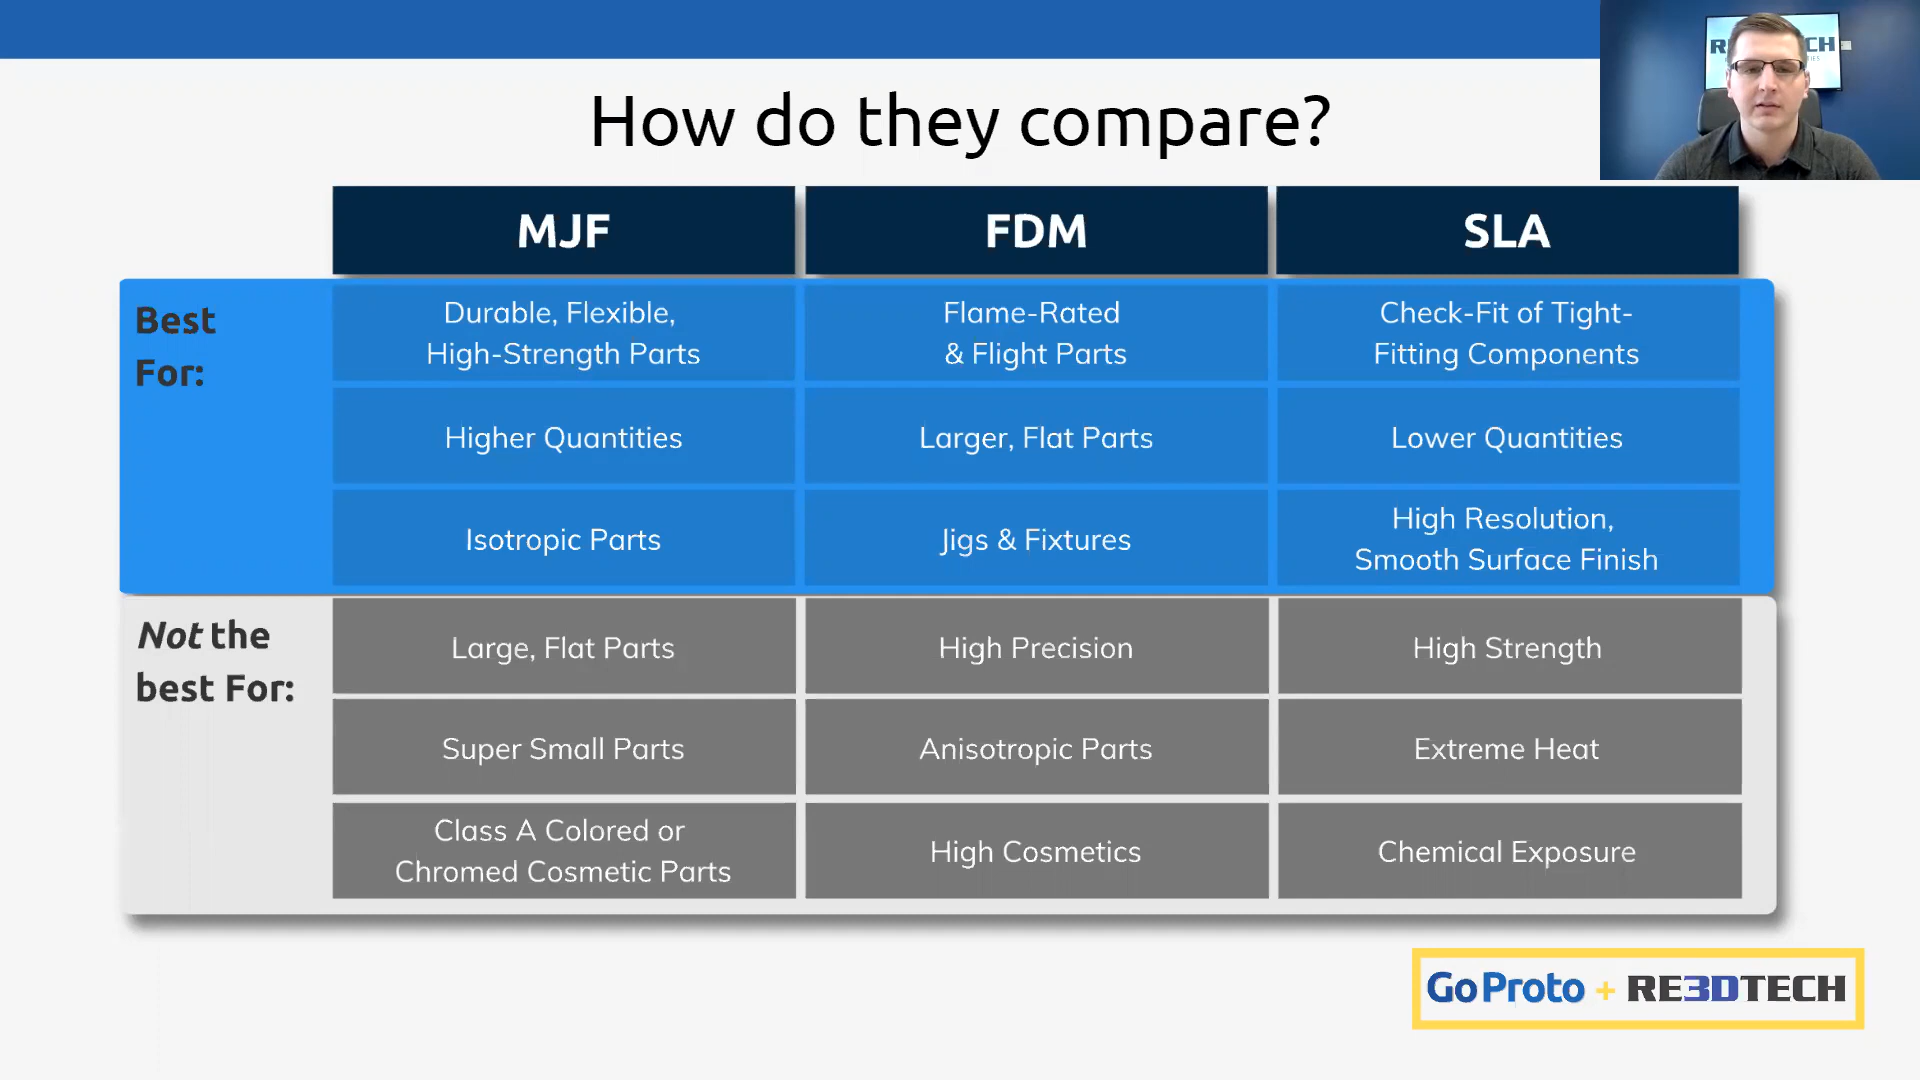 How do they compare?
MJF
FDM
SLA
Best
For:
Durable, Flexible,
High-Strength Parts
Flame-Rated
& Flight Parts
Check-Fit of Tight-
Fitting Components
Higher Quantities
Larger, Flat Parts
Lower Quantities
Isotropic Parts
Jigs & Fixtures
High Resolution,
Smooth Surface Finish
Not the
best For:
Large, Flat Parts
High Precision
High Strength
Super Small Parts
Anisotropic Parts
Extreme Heat
Class A Colored or
Chromed Cosmetic Parts
High Cosmetics
Chemical Exposure
GoProto + RE3DTECH